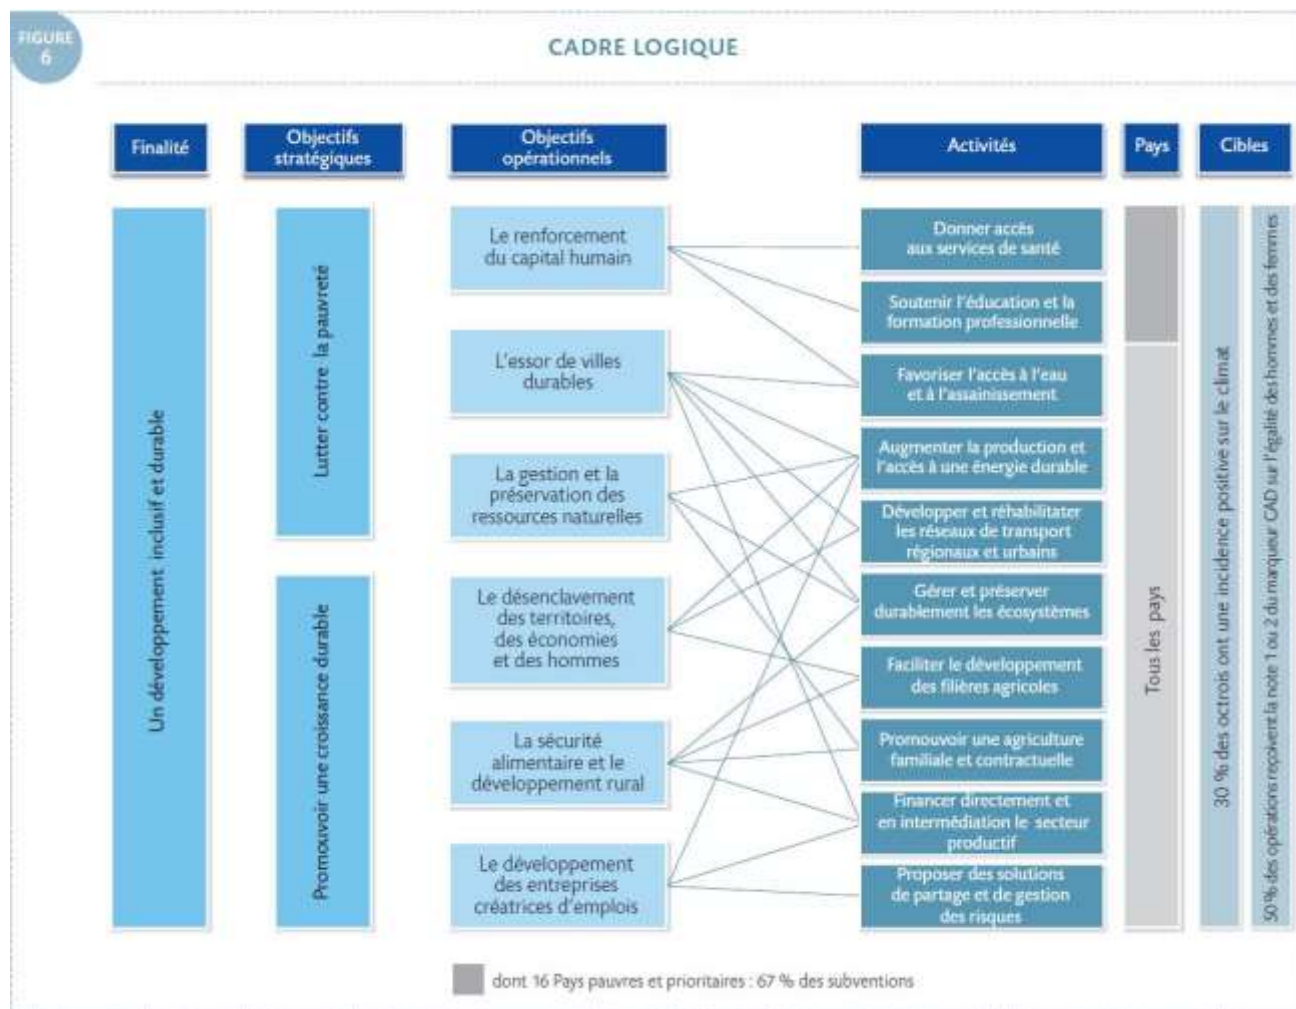 FIGURE
6
CADRE LOGIQUE
Finalité
Objectifs
stratégiques
Objectifs
opérationnels
Activités
Pays
Cibles
Un développement inclusif et durable
Lutter contre la pauvreté
Promouvoir une croissance durable
Le renforcement
du capital humain
L'essor de villes
durables
La gestion et la
préservation des
ressources naturelles
Le désenclavement
des territoires,
des économies
et des hommes
La sécurité
alimentaire et le
développement rural
Le développement
des entreprises
créatrices d'emplois
Donner accès
aux services de santé
Soutenir l'éducation et la
formation professionnelle
Favoriser l'accès à l'eau
et à l'assainissement
Augmenter la production et
l'accès à une énergie durable
Développer et réhabilitater
les réseaux de transport
régionaux et urbains
Gérer et préserver
durablement les écosystèmes
Faciliter le développement
des filières agricoles
Promouvoir une agriculture
familiale et contractuelle
Financer directement et
en intermédiation le secteur
productif
Proposer des solutions
de partage et de gestion
des risques
Tous les pays
30 % des octrois ont une incidence positive sur le climat
50 % des opérations reçoivent la note 1 ou 2 du marqueur CAD sur l'égalité des hommes et des femmes
dont 16 Pays pauvres et prioritaires : 67 % des subventions